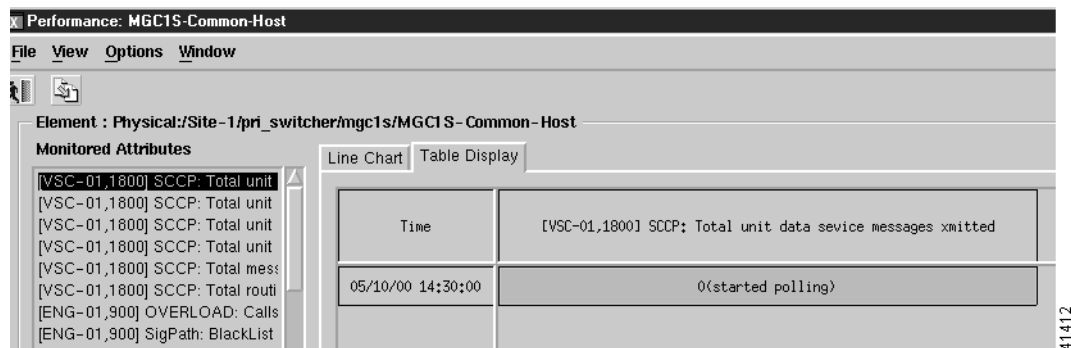 Performance: MGC1S-Common-Host
File View Options Window
Element : Physical:/Site-1/pri_switcher/mgc1s/MGC1S-Common-Host
Monitored Attributes
[VSC-01,1800] SCCP: Total unit
[VSC-01,1800] SCCP: Total unit
[VSC-01,1800] SCCP: Total unit
[VSC-01,1800] SCCP: Total unit
[VSC-01,1800] SCCP: Total mess
[VSC-01,1800] SCCP: Total routi
[ENG-01,900] OVERLOAD: Calls
[ENG-01,900] SigPath: BlackList
Line Chart Table Display
Time [VSC-01,1800] SCCP: Total unit data sevice messages xmitted
05/10/00 14:30:00 0(started polling)
41412